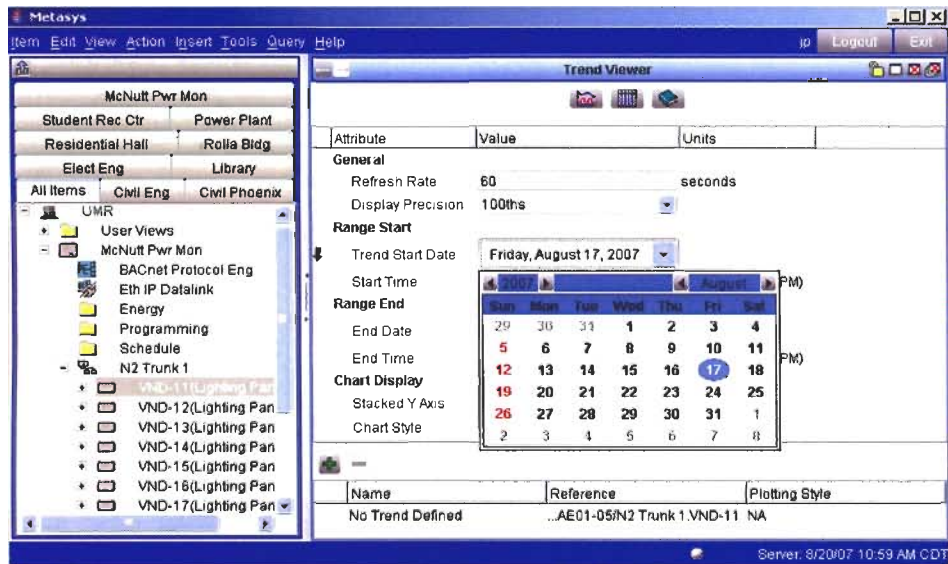 Metasys
Item Edit View Action Insert Tools Query Help
jp Logout Exit
McNutt Pwr Mon
Student Rec Ctr Power Plant
Residential Hall Rolla Bldg
Elect Eng Library
All Items Civil Eng Civil Phoenix
UMR
User Views
McNutt Pwr Mon
BACnet Protocol Eng
Eth IP Datalink
Energy
Programming
Schedule
N2 Trunk 1
VND-11(Lighting Pan
VND-12(Lighting Pan
VND-13(Lighting Pan
VND-14(Lighting Pan
VND-15(Lighting Pan
VND-16(Lighting Pan
VND-17(Lighting Pan
Trend Viewer
Attribute Value Units
General
Refresh Rate 60 seconds
Display Precision 100ths
Range Start
Trend Start Date Friday, August 17, 2007
Start Time PM)
2007 August
Sun Mon Tue Wed Thu Fri Sat
29 30 31 1 2 3 4
5 6 7 8 9 10 11
12 13 14 15 16 17 18
19 20 21 22 23 24 25
26 27 28 29 30 31 1
2 3 4 5 6 7 8
Range End
End Date
End Time PM)
Chart Display
Stacked Y Axis
Chart Style
Name Reference Plotting Style
No Trend Defined ...AE01-05/N2 Trunk 1.VND-11 NA
Server: 8/20/07 10:59 AM CDT